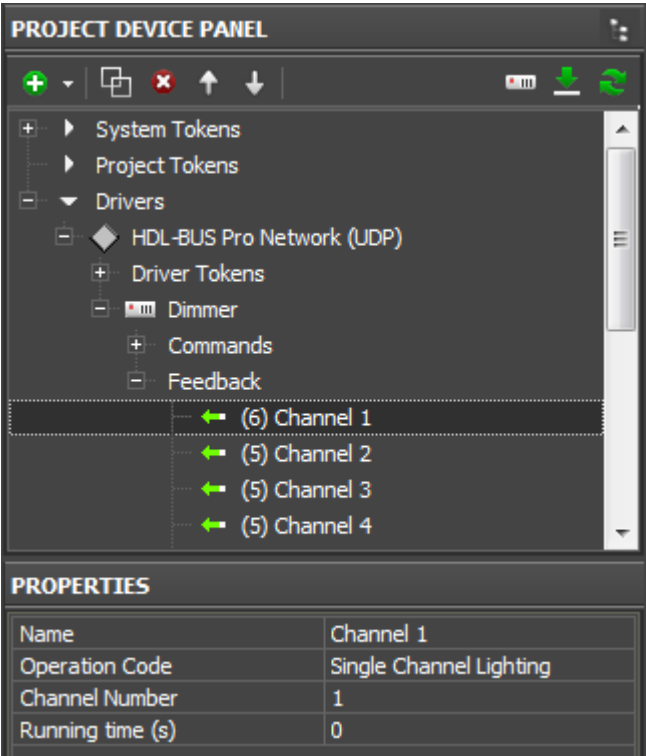 PROJECT DEVICE PANEL
System Tokens
Project Tokens
Drivers
HDL-BUS Pro Network (UDP)
Driver Tokens
Dimmer
Commands
Feedback
(6) Channel 1
(5) Channel 2
(5) Channel 3
(5) Channel 4
PROPERTIES
Name Channel 1
Operation Code Single Channel Lighting
Channel Number 1
Running time (s) 0